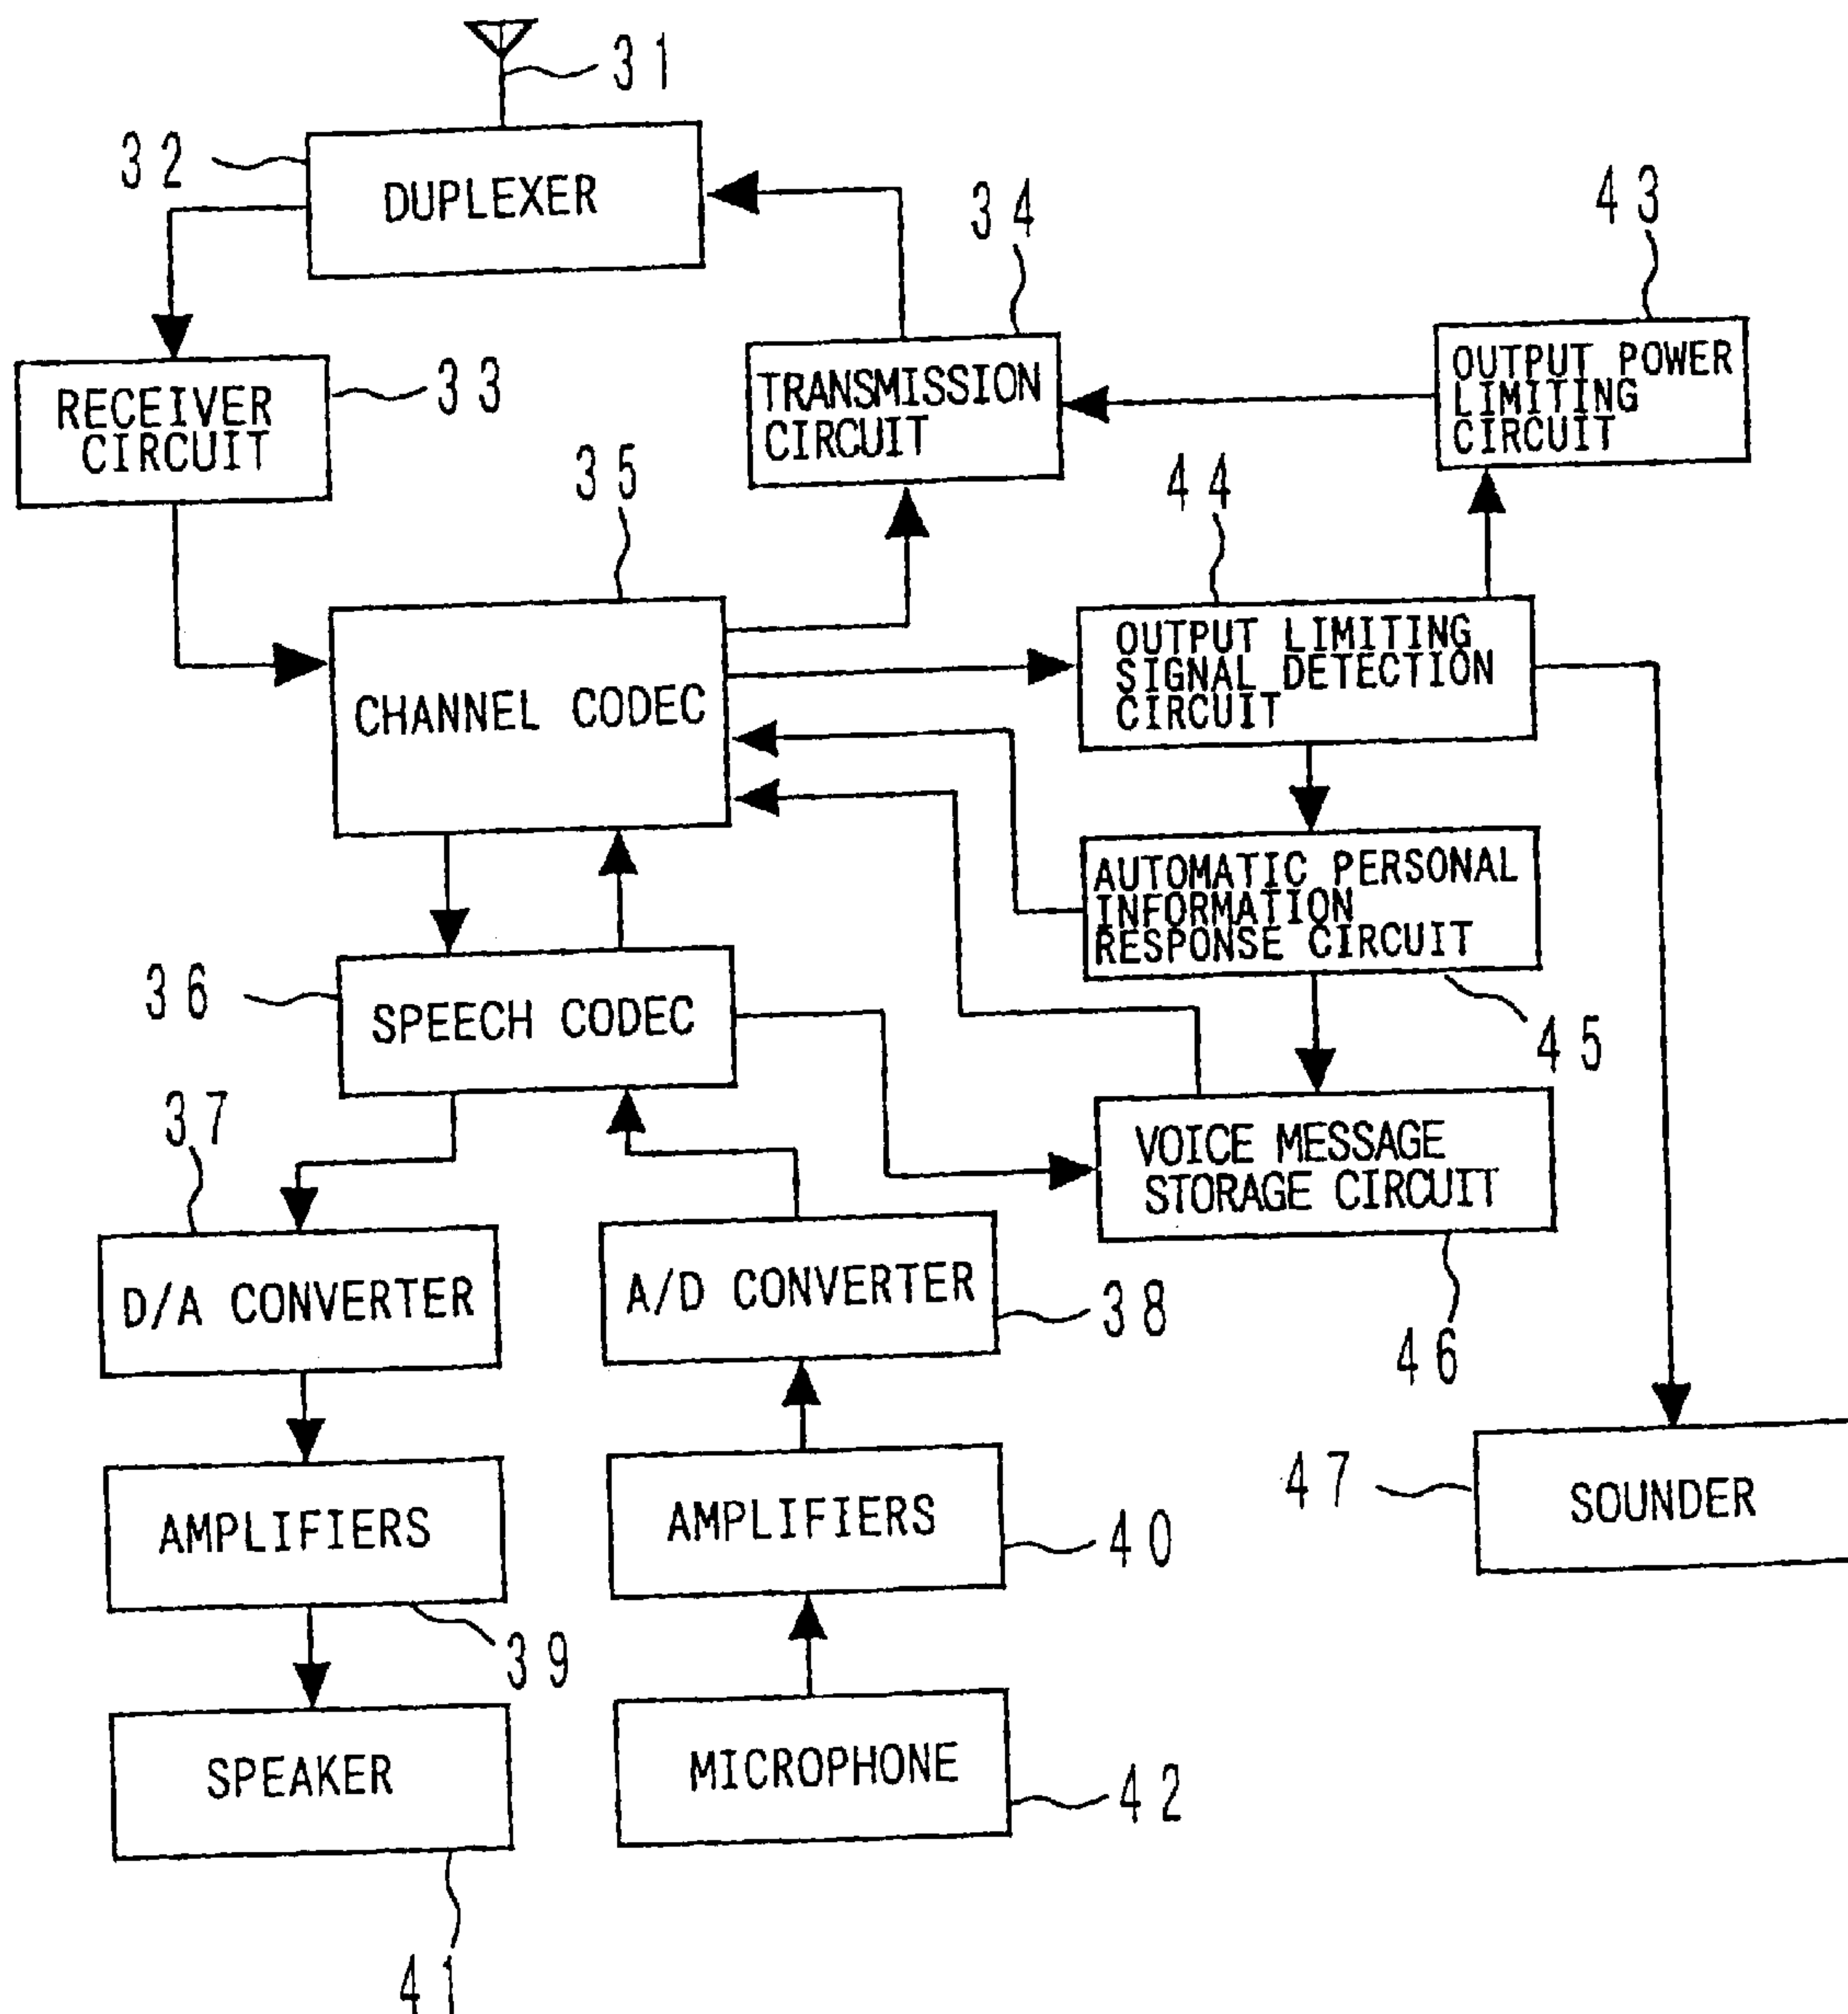 31
32
DUPLEXER
34
43
RECEIVER
CIRCUIT
33
TRANSMISSION
CIRCUIT
OUTPUT POWER
LIMITING
CIRCUIT
35
44
CHANNEL CODEC
OUTPUT LIMITING
SIGNAL DETECTION
CIRCUIT
AUTOMATIC PERSONAL
INFORMATION
RESPONSE CIRCUIT
36
SPEECH CODEC
45
37
VOICE MESSAGE
STORAGE CIRCUIT
D/A CONVERTER
A/D CONVERTER
38
46
AMPLIFIERS
AMPLIFIERS
40
47
SOUNDER
39
SPEAKER
MICROPHONE
42
41